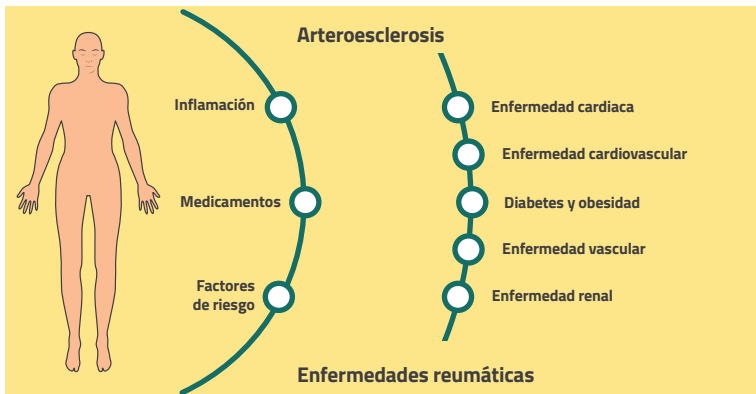 Arteroesclerosis
Inflamación
Medicamentos
Factores
de riesgo
Enfermedad cardiaca
Enfermedad cardiovascular
Diabetes y obesidad
Enfermedad vascular
Enfermedad renal
Enfermedades reumáticas